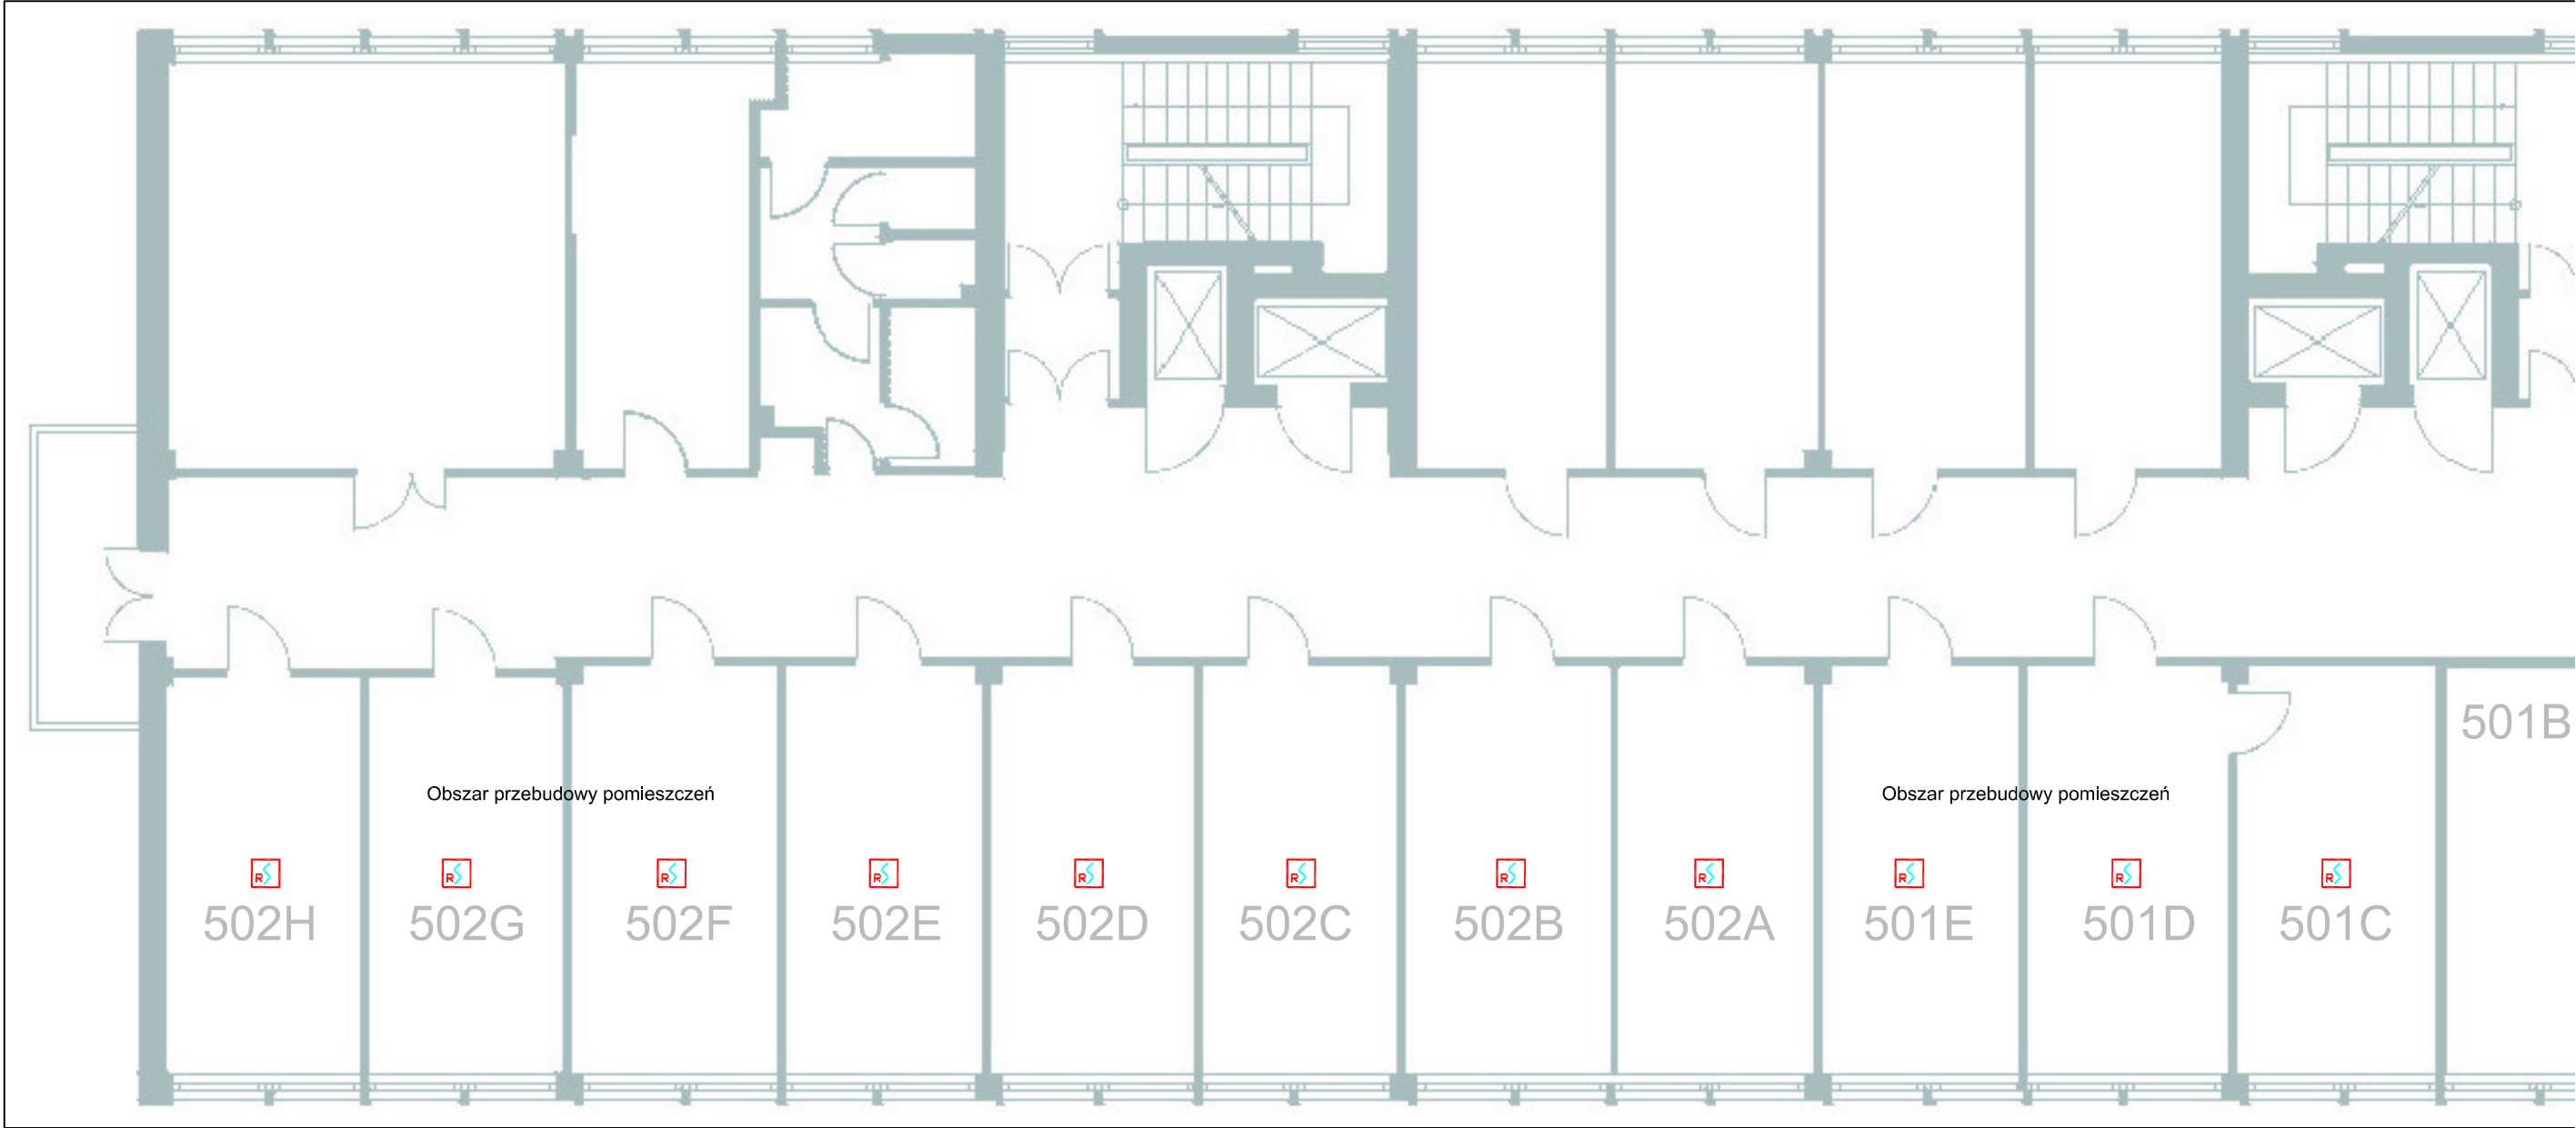 501B
Obszar przebudowy pomieszczeń Obszar przebudowy pomieszczeń
R R R R R R R R R R R
502H 502G 502F 502E 502D 502C 502B 502A 501E 501D 501C